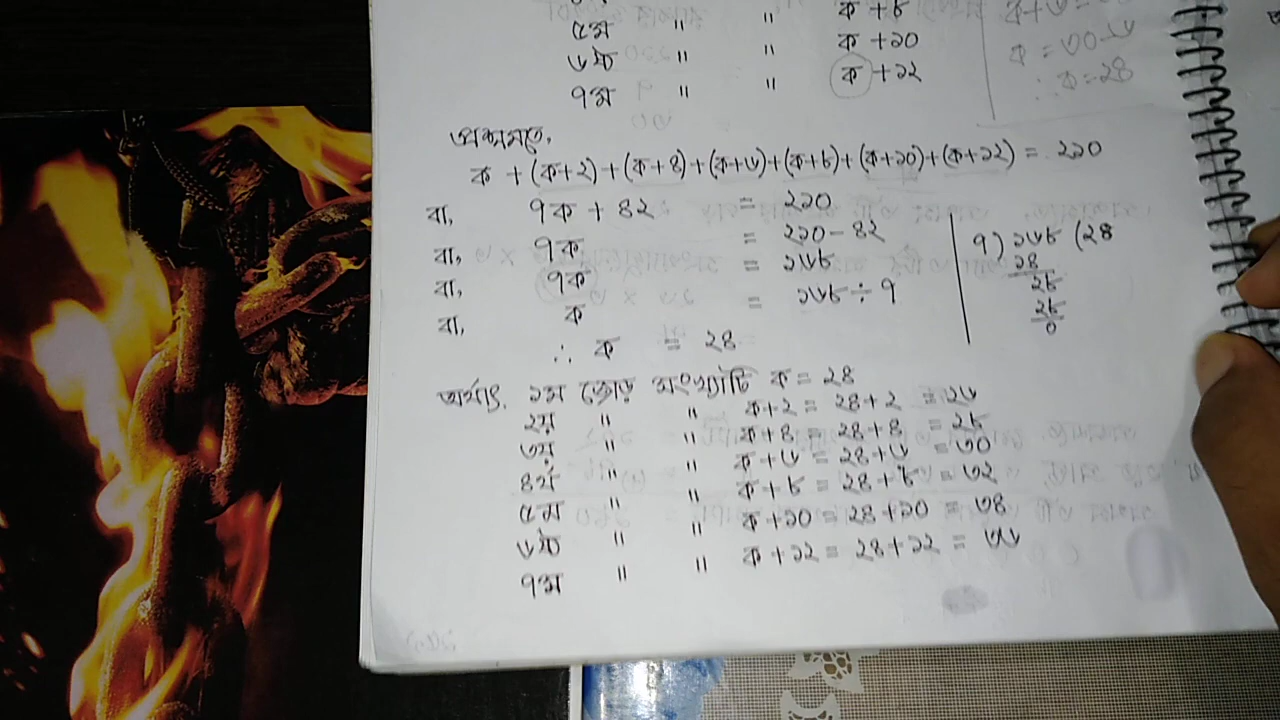 ৫ম " " ক + ৮
৬ষ্ঠ " " ক + ১০
৭ম " " ক + ১২
ক = ৩০-৬
∴ ক = ২৪
প্রশ্নমতে,
ক + (ক+২) + (ক+৪) + (ক+৬) + (ক+৮) + (ক+১০) + (ক+১২) = ২১০
বা, ৭ক + ৪২ = ২১০
বা, ৭ক = ২১০ - ৪২
বা, ৭ক = ১৬৮
বা, ক = ১৬৮ ÷ ৭
∴ ক = ২৪
৭) ১৬৮ (২৪
১৪
২৮
২৮
০
অর্থাৎ, ১ম জোড় সংখ্যাটি ক = ২৪
২য় " " ক+২ = ২৪+২ = ২৬
৩য় " " ক+৪ = ২৪+৪ = ২৮
৪র্থ " " ক+৬ = ২৪+৬ = ৩০
৫ম " " ক+৮ = ২৪+৮ = ৩২
৬ষ্ঠ " " ক+১০ = ২৪+১০ = ৩৪
৭ম " " ক+১২ = ২৪+১২ = ৩৬